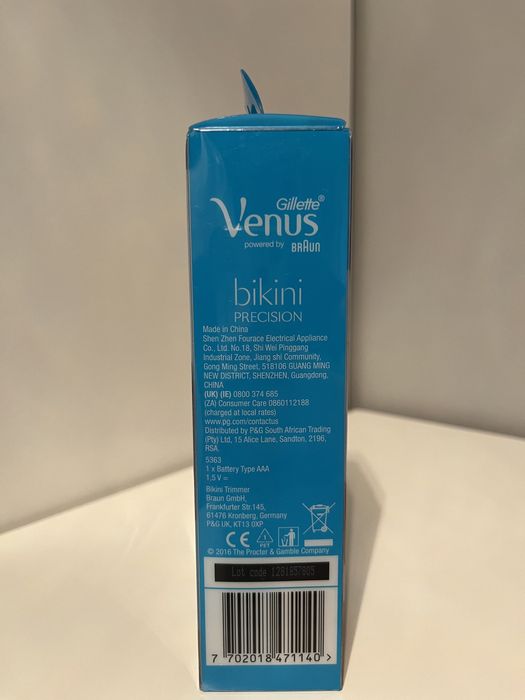 Gillette®
Venus
powered by BRAUN
bikini
PRECISION
Made in China
Shen Zhen Fourace Electrical Appliance
Co., Ltd. No.18, Shi Wei Pinggang
Industrial Zone, Jiang shi Community,
Gong Ming Street, 518106 GUANG MING
NEW DISTRICT, SHENZHEN, Guangdong,
CHINA
(UK) (IE) 0800 374 685
(ZA) Consumer Care 0860112188
(charged at local rates)
www.pg.com/contactus
Distributed by P&G South African Trading
(Pty) Ltd, 15 Alice Lane, Sandton, 2196,
RSA.
5363
1 x Battery Type AAA
1,5 V ⎓
Bikini Trimmer
Braun GmbH,
Frankfurter Str.145,
61476 Kronberg, Germany
P&G UK, KT13 0XP
CE 1
PET
© 2016 The Procter & Gamble Company
Lot code 1281857805
7 702018 471140 >